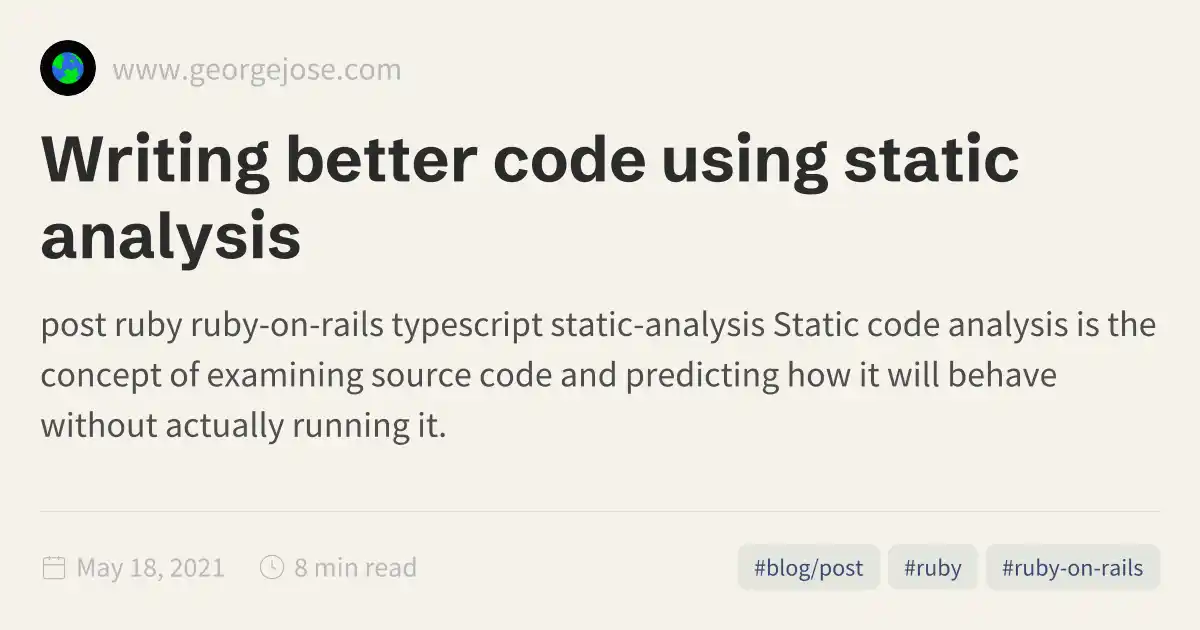 www.georgejose.com
Writing better code using static
analysis
post ruby ruby-on-rails typescript static-analysis Static code analysis is the
concept of examining source code and predicting how it will behave
without actually running it.
May 18, 2021
8 min read
#blog/post
#ruby
#ruby-on-rails